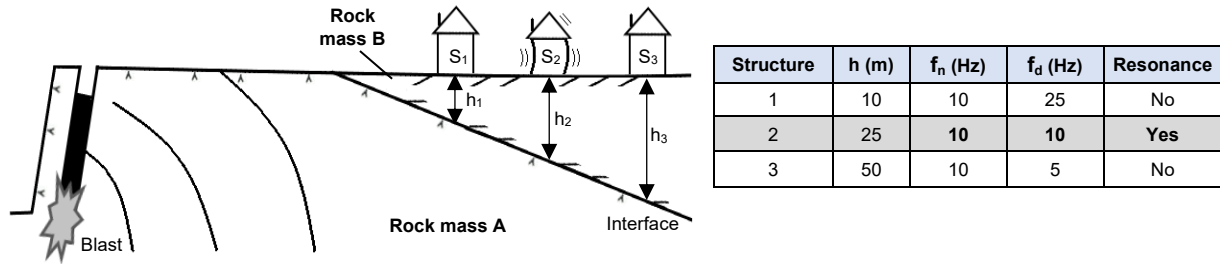 Rock
mass B
S1
S2
S3
h1
h2
h3
Rock mass A
Interface
Blast
Structure h (m) fn (Hz) fd (Hz) Resonance
1 10 10 25 No
2 25 10 10 Yes
3 50 10 5 No